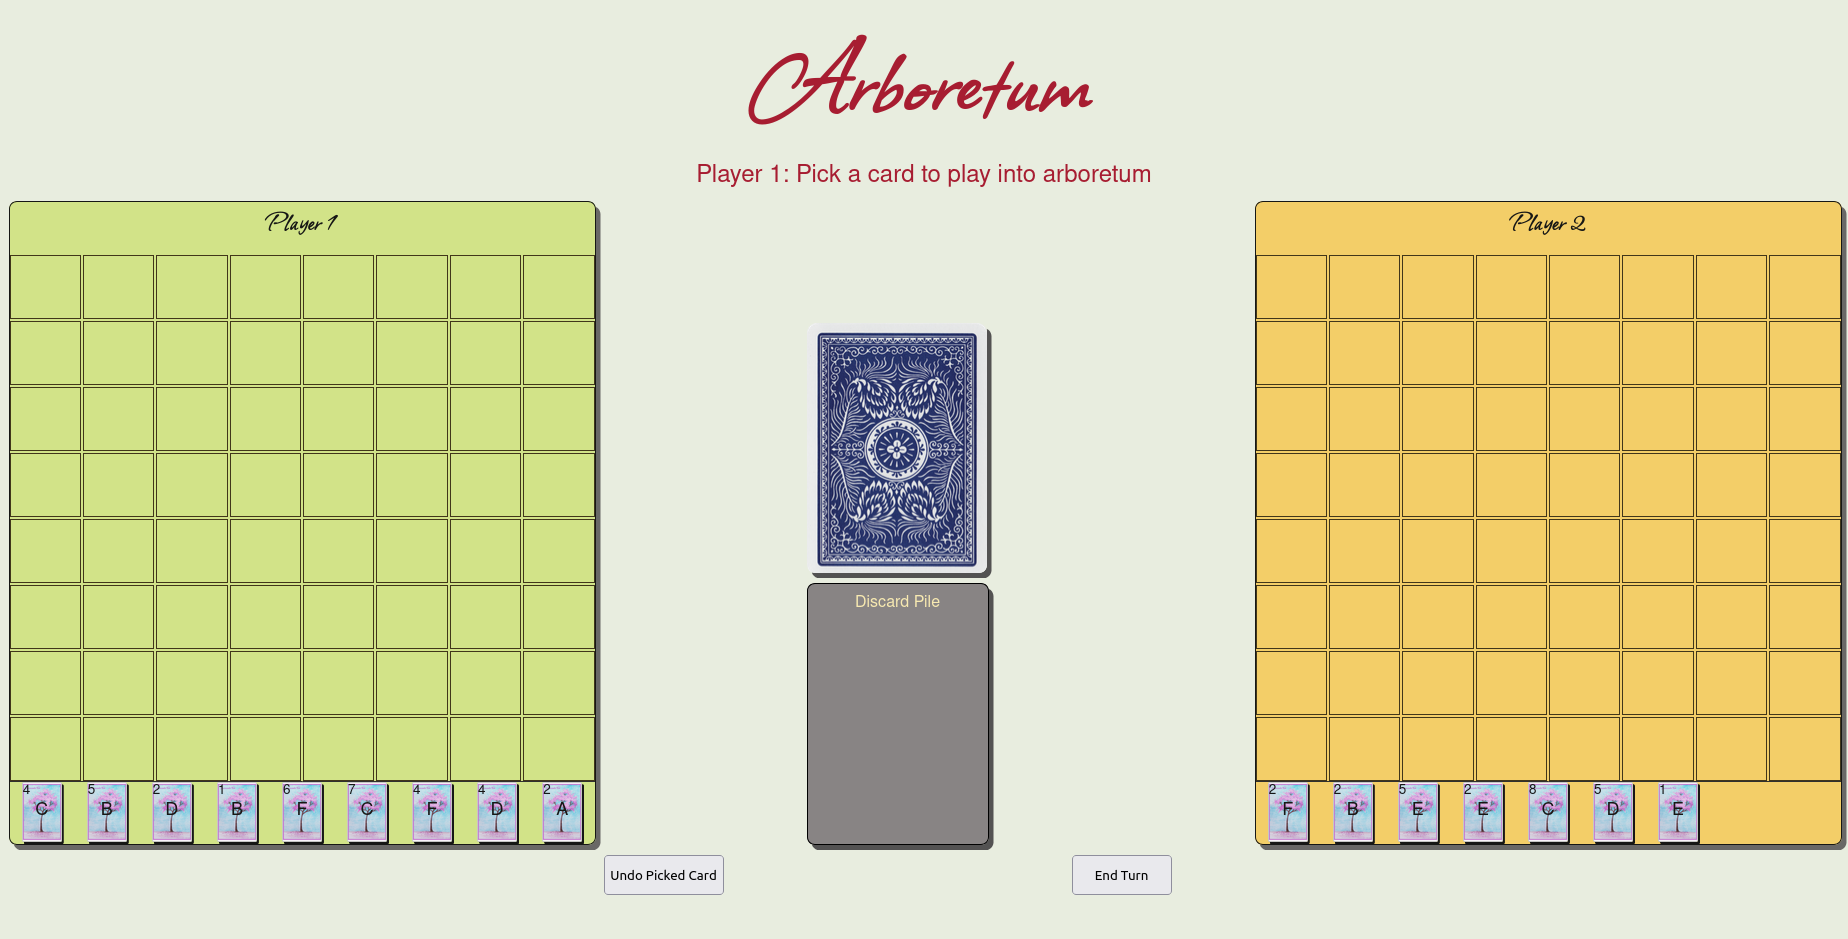 Arboretum
Player 1: Pick a card to play into arboretum
Player 1
Player 2
Discard Pile
4 C
5 B
2 D
1 B
6 F
7 C
4 F
4 D
2 A
2 F
2 B
5 E
2 E
8 C
5 D
1 E
Undo Picked Card
End Turn